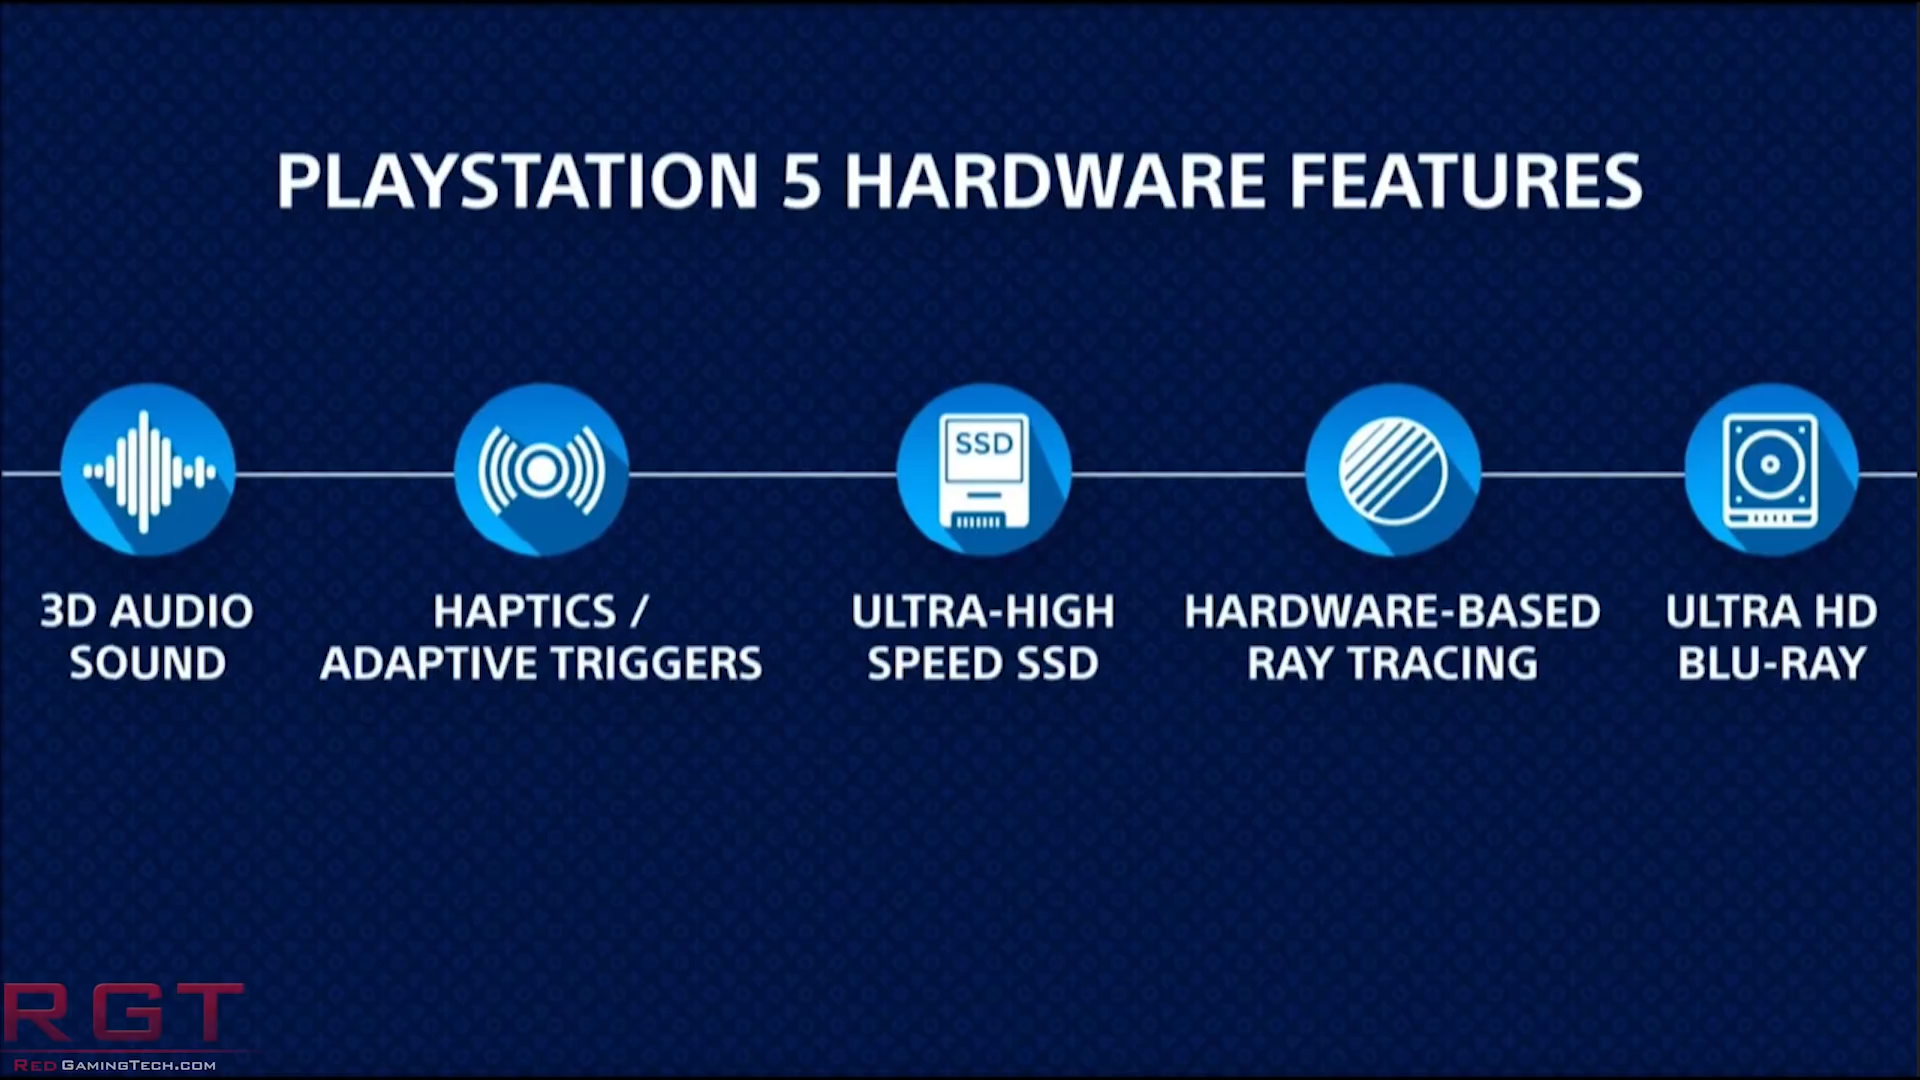 PLAYSTATION 5 HARDWARE FEATURES
SSD
3D AUDIO
SOUND
HAPTICS /
ADAPTIVE TRIGGERS
ULTRA-HIGH
SPEED SSD
HARDWARE-BASED
RAY TRACING
ULTRA HD
BLU-RAY
RGT
REDGAMINGTECH.COM